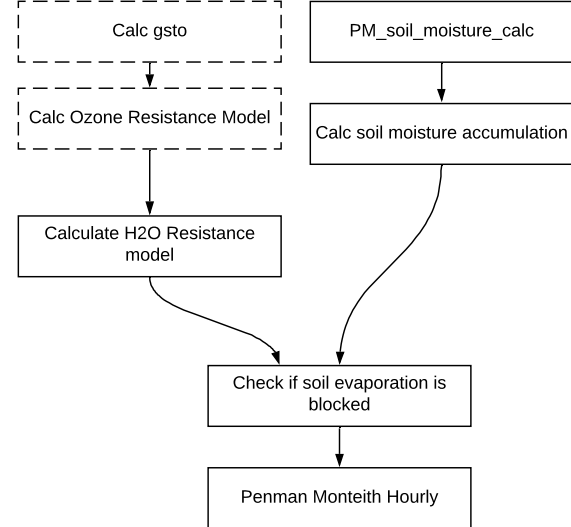 Calc gsto
PM_soil_moisture_calc
Calc Ozone Resistance Model
Calc soil moisture accumulation
Calculate H2O Resistance
model
Check if soil evaporation is
blocked
Penman Monteith Hourly